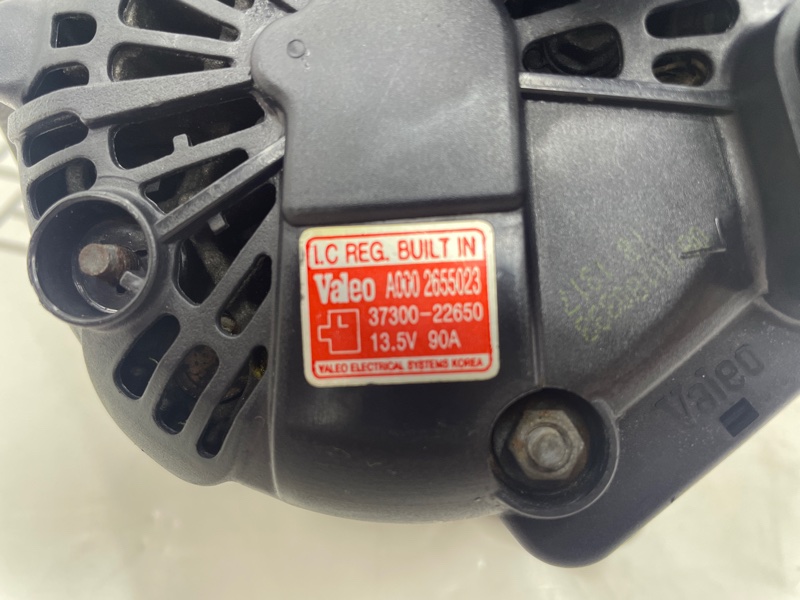 I.C REG. BUILT IN
Valeo A000 2655023
37300-22650
13.5V 90A
VALEO ELECTRICAL SYSTEMS KOREA
Valeo